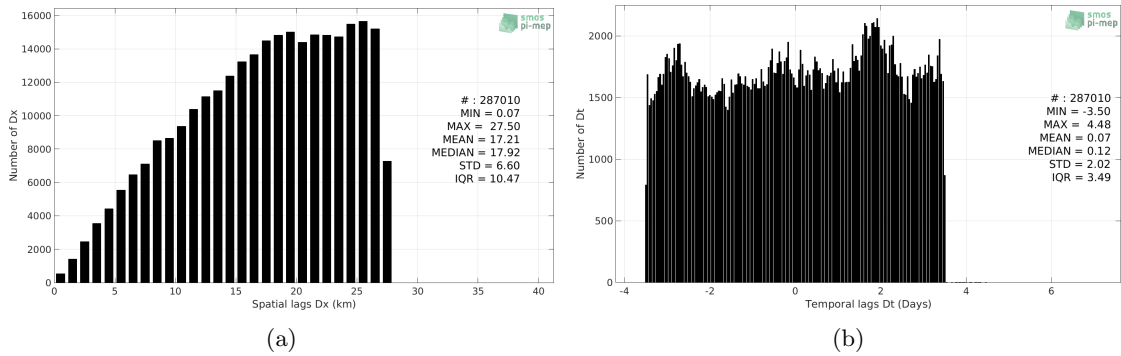 16000
14000
12000
10000
8000
6000
4000
2000
0
Number of Dx
0 5 10 15 20 25 30 35 40
Spatial lags Dx (km)
smos
pi-mep
# : 287010
MIN = 0.07
MAX = 27.50
MEAN = 17.21
MEDIAN = 17.92
STD = 6.60
IQR = 10.47
(a)
2000
1500
1000
500
0
Number of Dt
-4 -2 0 2 4 6
Temporal lags Dt (Days)
smos
pi-mep
# : 287010
MIN = -3.50
MAX = 4.48
MEAN = 0.07
MEDIAN = 0.12
STD = 2.02
IQR = 3.49
(b)